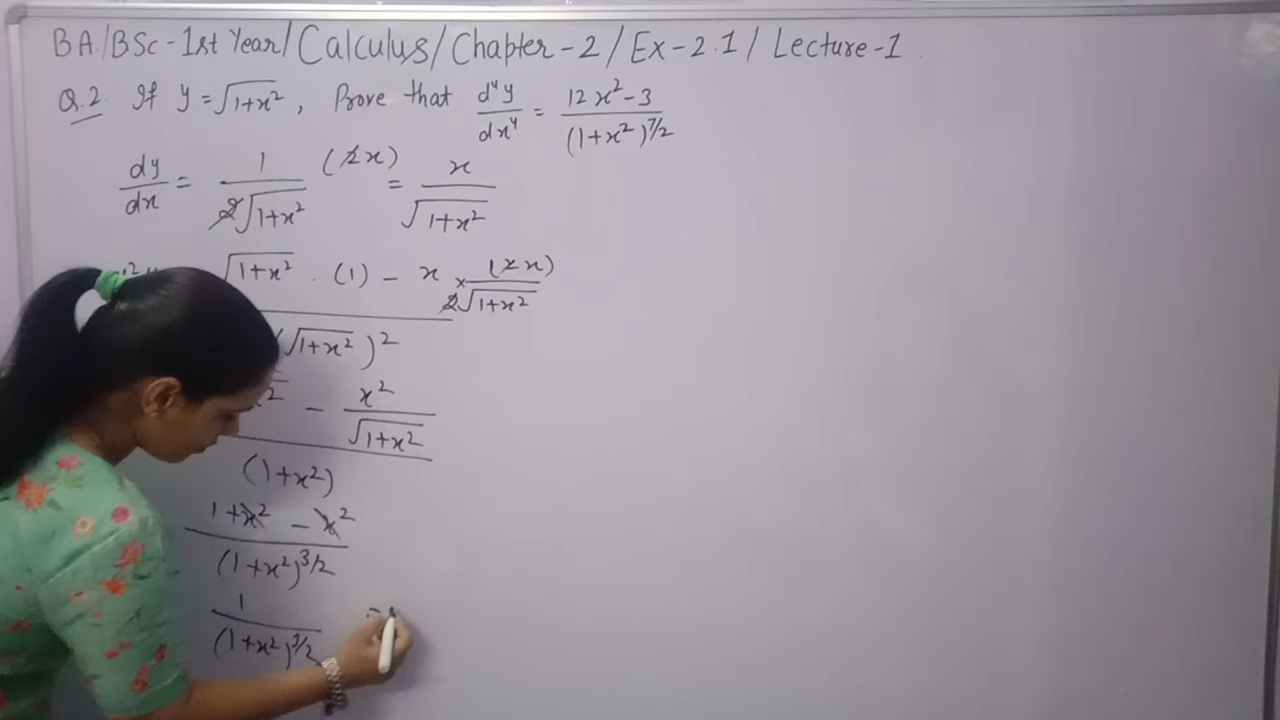 BA/BSc-1st Year/Calculus/Chapter-2/Ex-2.1/Lecture-1
Q.2. If y = √(1+x²), Prove that d⁴y/dx⁴ = (12x²-3)/(1+x²)^7/2
dy/dx = 1/(2√(1+x²)) (2x) = x/√(1+x²)
√(1+x²) . (1) - x × (2x)/(2√(1+x²))
(√(1+x²))²
- x²/√(1+x²)
(1+x²)
1+x² - x²
(1+x²)^3/2
1
(1+x²)^3/2 =